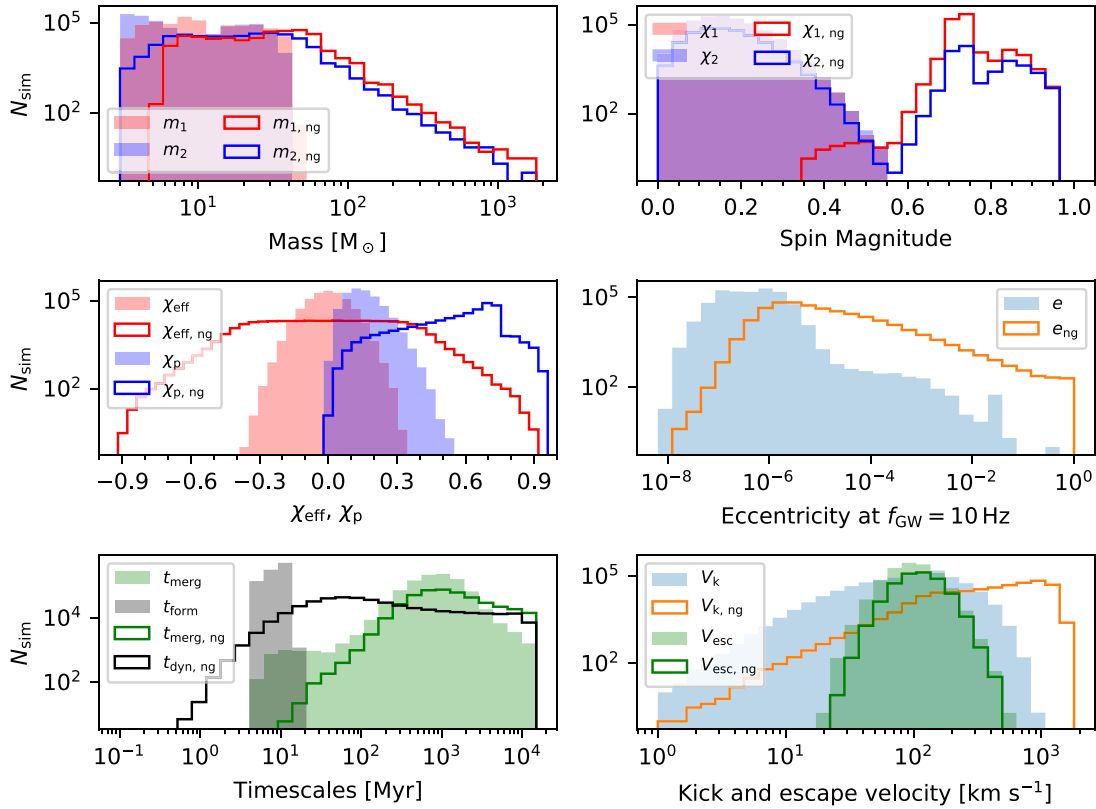 10^5
10^2
N_sim
m_1 m_1, ng
m_2 m_2, ng
10^1 10^2 10^3
Mass [M_⊙]
10^5
10^2
χ_1 χ_1, ng
χ_2 χ_2, ng
0.0 0.2 0.4 0.6 0.8 1.0
Spin Magnitude
10^5
10^2
N_sim
χ_eff
χ_eff, ng
χ_p
χ_p, ng
−0.9 −0.6 −0.3 0.0 0.3 0.6 0.9
χ_eff, χ_p
10^5
10^2
e
e_ng
10^−8 10^−6 10^−4 10^−2 10^0
Eccentricity at f_GW = 10 Hz
10^4
10^2
N_sim
t_merg
t_form
t_merg, ng
t_dyn, ng
10^−1 10^0 10^1 10^2 10^3 10^4
Timescales [Myr]
10^5
10^2
V_k
V_k, ng
V_esc
V_esc, ng
10^0 10^1 10^2 10^3
Kick and escape velocity [km s^−1]